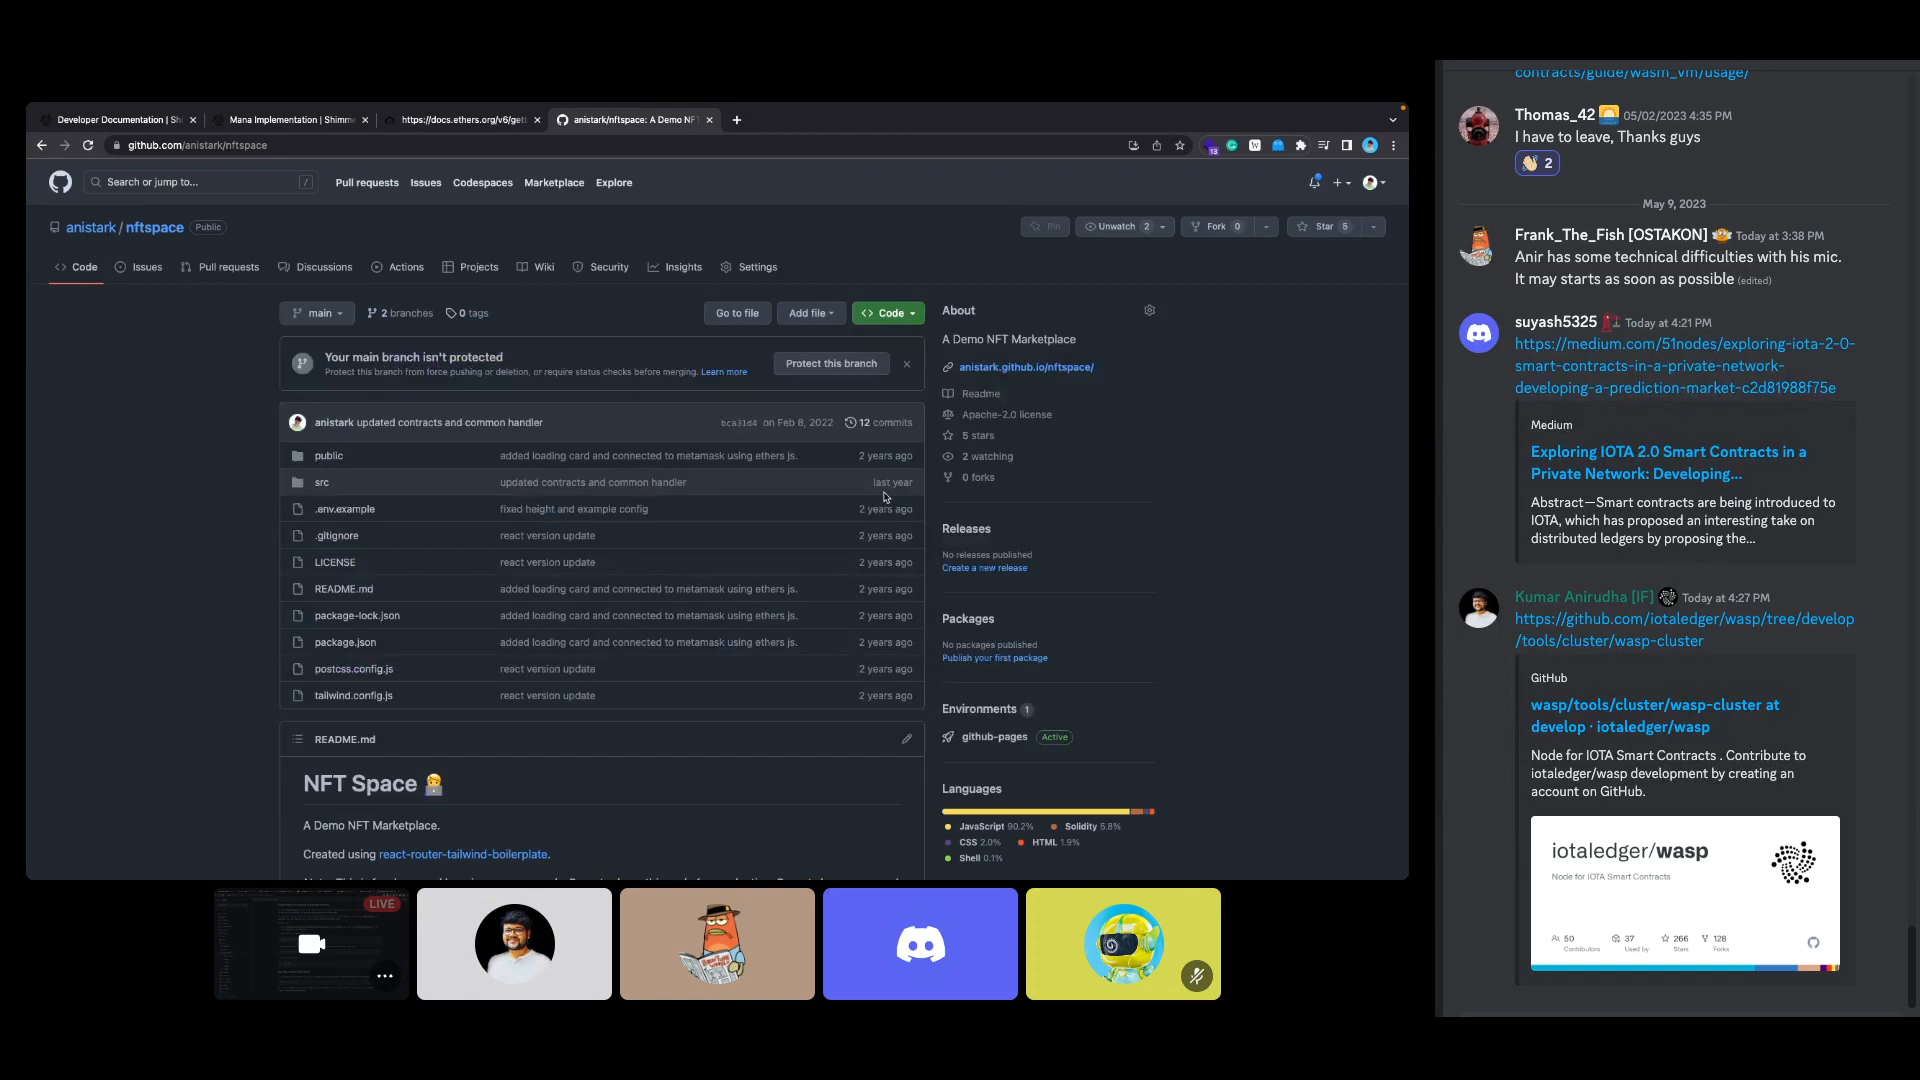 Developer Documentation | Sh
Mana Implementation | Shimme
https://docs.ethers.org/v6/gett
anistark/nftspace: A Demo NFT
github.com/anistark/nftspace
13
Search or jump to...
/
Pull requests
Issues
Codespaces
Marketplace
Explore
anistark / nftspace
Public
Pin
Unwatch 2
Fork 0
Star 5
Code
Issues
Pull requests
Discussions
Actions
Projects
Wiki
Security
Insights
Settings
main
2 branches
0 tags
Go to file
Add file
Code
Your main branch isn't protected
Protect this branch from force pushing or deletion, or require status checks before merging. Learn more
Protect this branch
anistark updated contracts and common handler
bca31d4 on Feb 8, 2022
12 commits
public added loading card and connected to metamask using ethers js. 2 years ago
src updated contracts and common handler last year
.env.example fixed height and example config 2 years ago
.gitignore react version update 2 years ago
LICENSE react version update 2 years ago
README.md added loading card and connected to metamask using ethers js. 2 years ago
package-lock.json added loading card and connected to metamask using ethers js. 2 years ago
package.json added loading card and connected to metamask using ethers js. 2 years ago
postcss.config.js react version update 2 years ago
tailwind.config.js react version update 2 years ago
README.md
NFT Space
A Demo NFT Marketplace.
Created using react-router-tailwind-boilerplate.
About
A Demo NFT Marketplace
anistark.github.io/nftspace/
Readme
Apache-2.0 license
5 stars
2 watching
0 forks
Releases
No releases published
Create a new release
Packages
No packages published
Publish your first package
Environments 1
github-pages Active
Languages
JavaScript 90.2% Solidity 5.8%
CSS 2.0% HTML 1.9%
Shell 0.1%
LIVE
contracts/guide/wasm_vm/usage/
Thomas_42 05/02/2023 4:35 PM
I have to leave, Thanks guys
2
May 9, 2023
Frank_The_Fish [OSTAKON] Today at 3:38 PM
Anir has some technical difficulties with his mic.
It may starts as soon as possible (edited)
suyash5325 Today at 4:21 PM
https://medium.com/51nodes/exploring-iota-2-0-
smart-contracts-in-a-private-network-
developing-a-prediction-market-c2d81988f75e
Medium
Exploring IOTA 2.0 Smart Contracts in a
Private Network: Developing...
Abstract—Smart contracts are being introduced to
IOTA, which has proposed an interesting take on
distributed ledgers by proposing the...
Kumar Anirudha [IF] Today at 4:27 PM
https://github.com/iotaledger/wasp/tree/develop
/tools/cluster/wasp-cluster
GitHub
wasp/tools/cluster/wasp-cluster at
develop · iotaledger/wasp
Node for IOTA Smart Contracts . Contribute to
iotaledger/wasp development by creating an
account on GitHub.
iotaledger/wasp
Node for IOTA Smart Contracts
50 Contributors
37 Used by
266 Stars
128 Forks